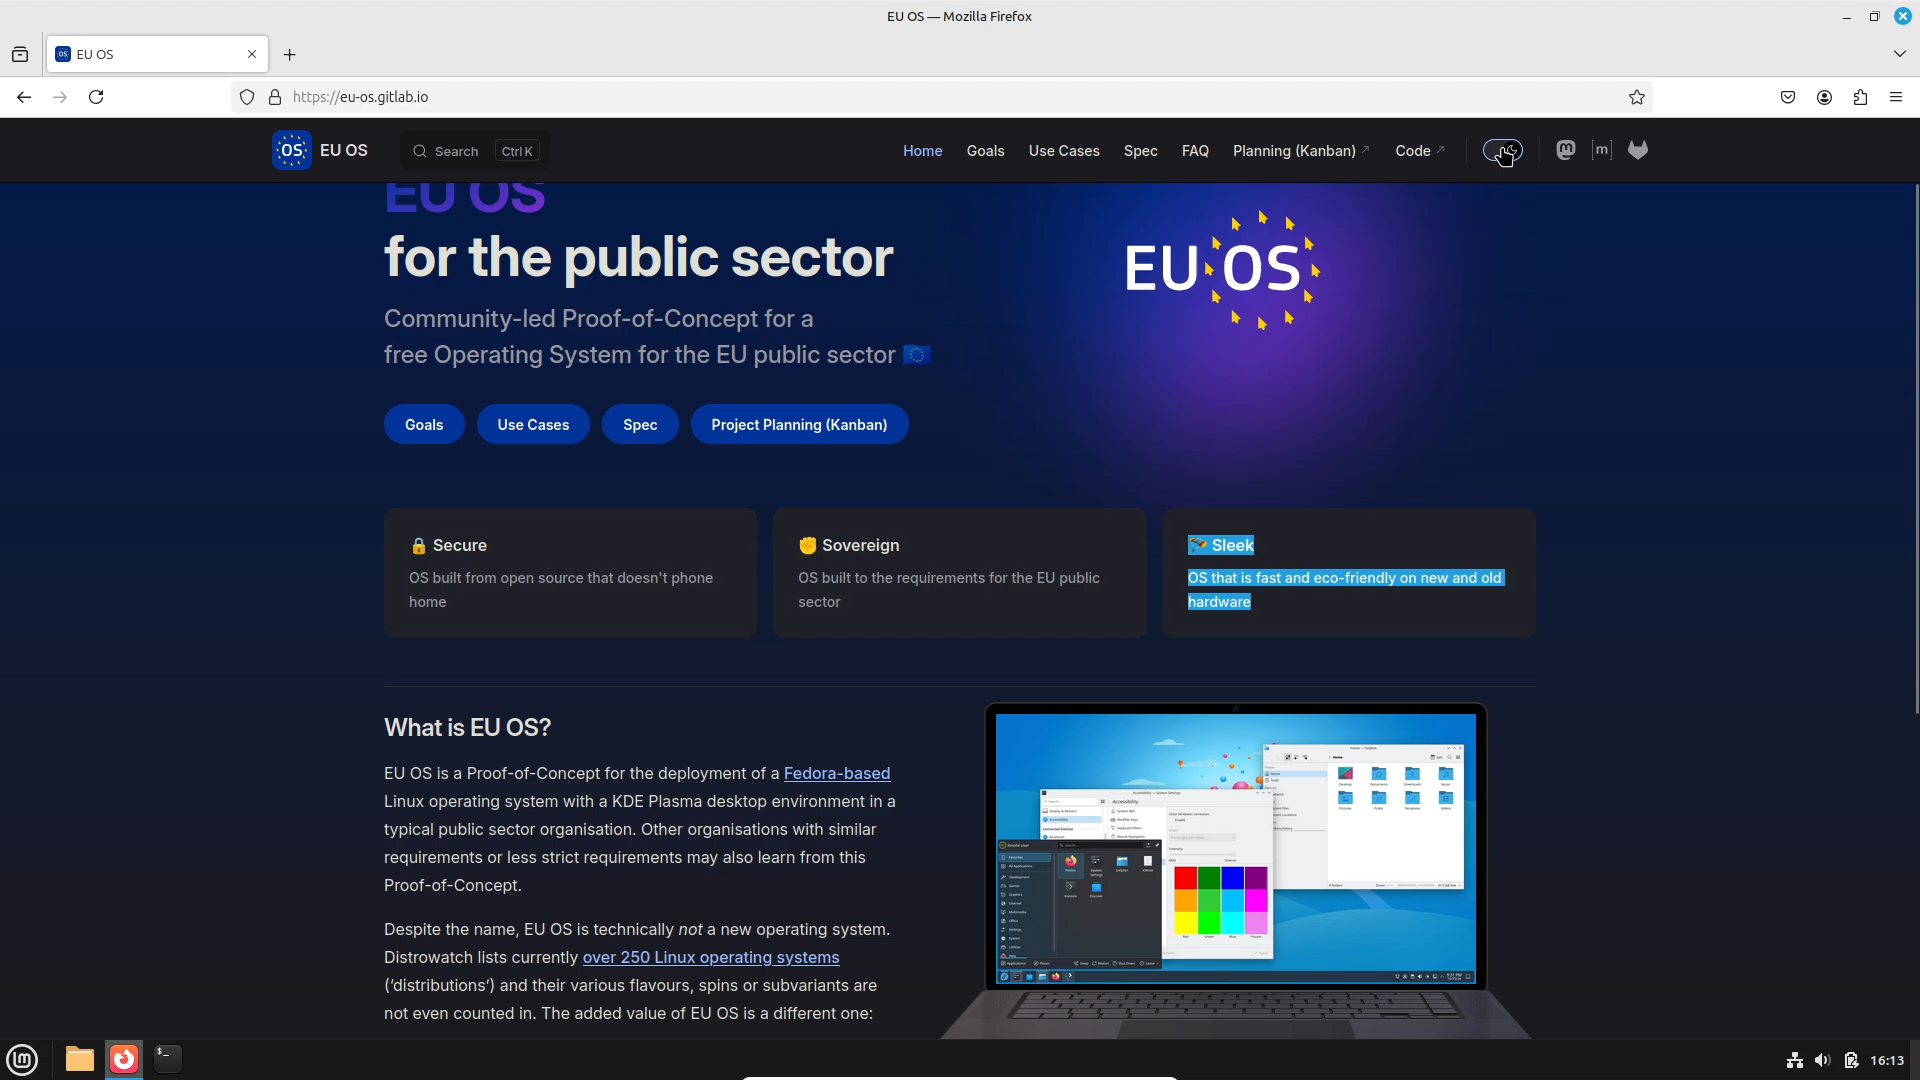 EU OS — Mozilla Firefox
EU OS
https://eu-os.gitlab.io
OS EU OS
Search Ctrl K
Home Goals Use Cases Spec FAQ Planning (Kanban) Code
[m]
EU OS
for the public sector
Community-led Proof-of-Concept for a
free Operating System for the EU public sector
EU OS
Goals Use Cases Spec Project Planning (Kanban)
Secure
OS built from open source that doesn't phone
home
Sovereign
OS built to the requirements for the EU public
sector
Sleek
OS that is fast and eco-friendly on new and old
hardware
What is EU OS?
EU OS is a Proof-of-Concept for the deployment of a Fedora-based
Linux operating system with a KDE Plasma desktop environment in a
typical public sector organisation. Other organisations with similar
requirements or less strict requirements may also learn from this
Proof-of-Concept.
Despite the name, EU OS is technically not a new operating system.
Distrowatch lists currently over 250 Linux operating systems
(‘distributions’) and their various flavours, spins or subvariants are
not even counted in. The added value of EU OS is a different one:
Accessibility
16:13